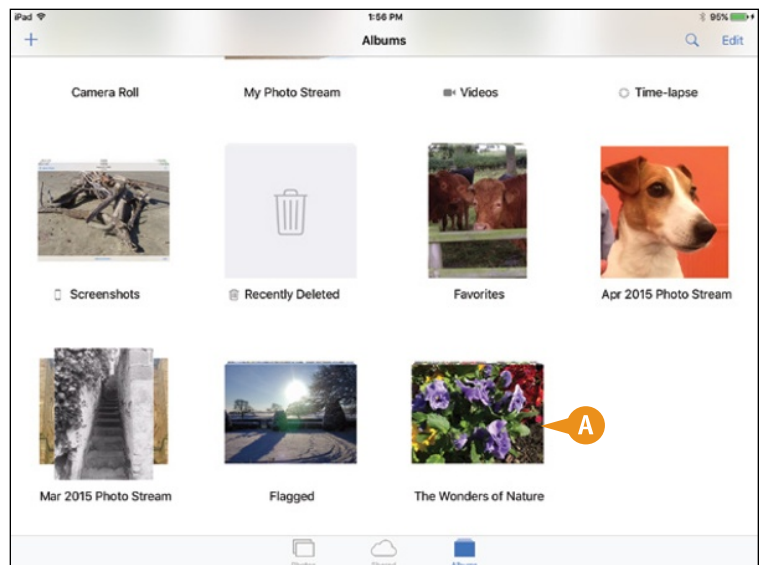 iPad 1:56 PM 95%
+ Albums Edit
Camera Roll My Photo Stream Videos Time-lapse
Screenshots Recently Deleted Favorites Apr 2015 Photo Stream
A
Mar 2015 Photo Stream Flagged The Wonders of Nature
Albums